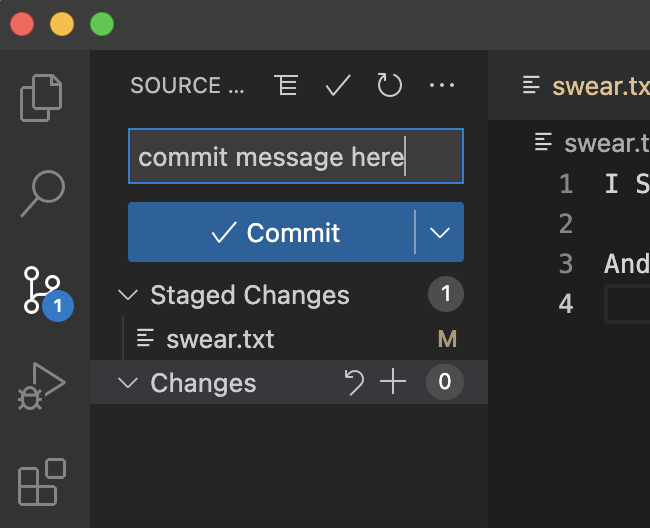 SOURCE ...
swear.tx
commit message here
swear.t
1 I S
Commit
2
3 And
1
Staged Changes 1
4
swear.txt M
Changes 0